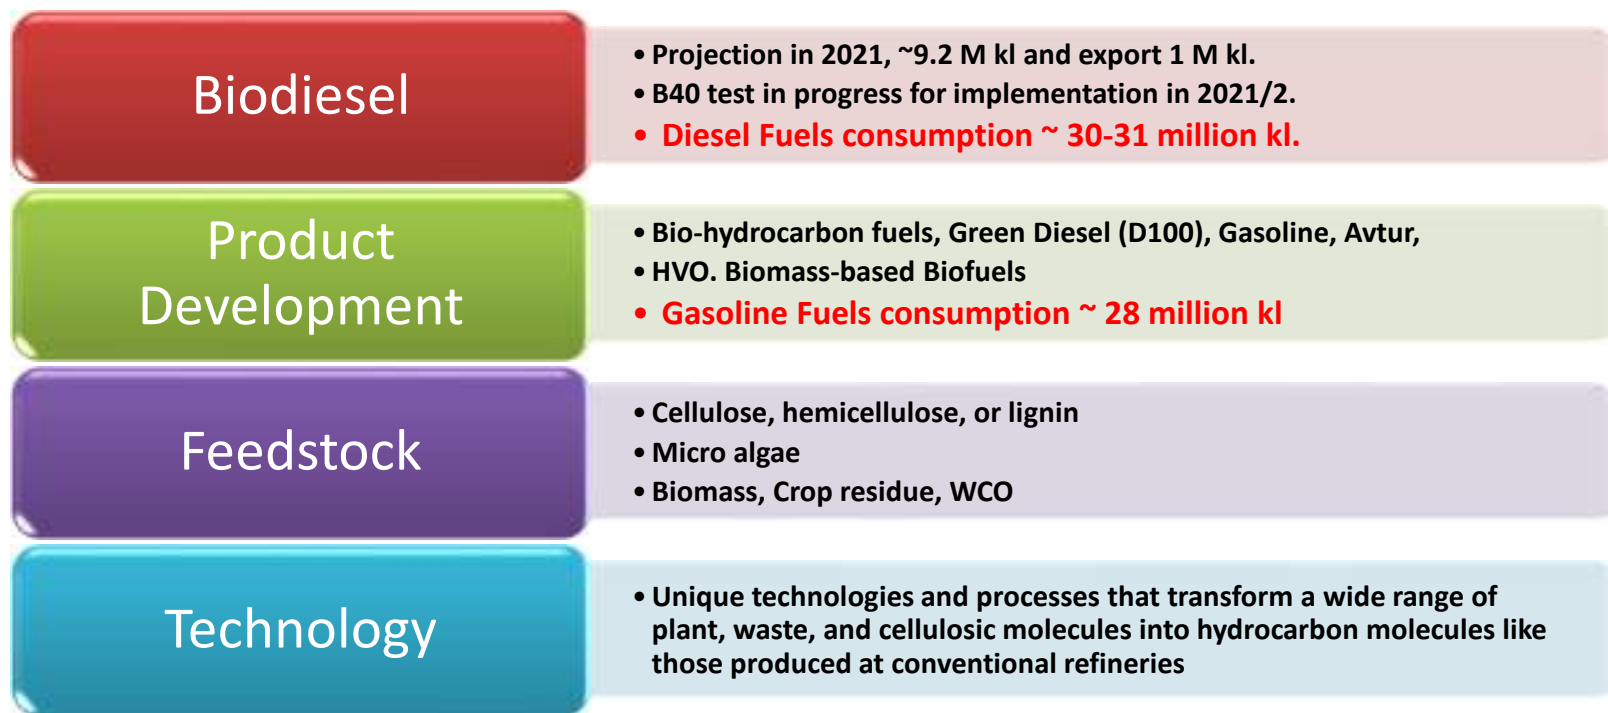 Biodiesel
• Projection in 2021, ~9.2 M kl and export 1 M kl.
• B40 test in progress for implementation in 2021/2.
• Diesel Fuels consumption ~ 30-31 million kl.
Product
Development
• Bio-hydrocarbon fuels, Green Diesel (D100), Gasoline, Avtur,
• HVO. Biomass-based Biofuels
• Gasoline Fuels consumption ~ 28 million kl
Feedstock
• Cellulose, hemicellulose, or lignin
• Micro algae
• Biomass, Crop residue, WCO
Technology
• Unique technologies and processes that transform a wide range of
plant, waste, and cellulosic molecules into hydrocarbon molecules like
those produced at conventional refineries